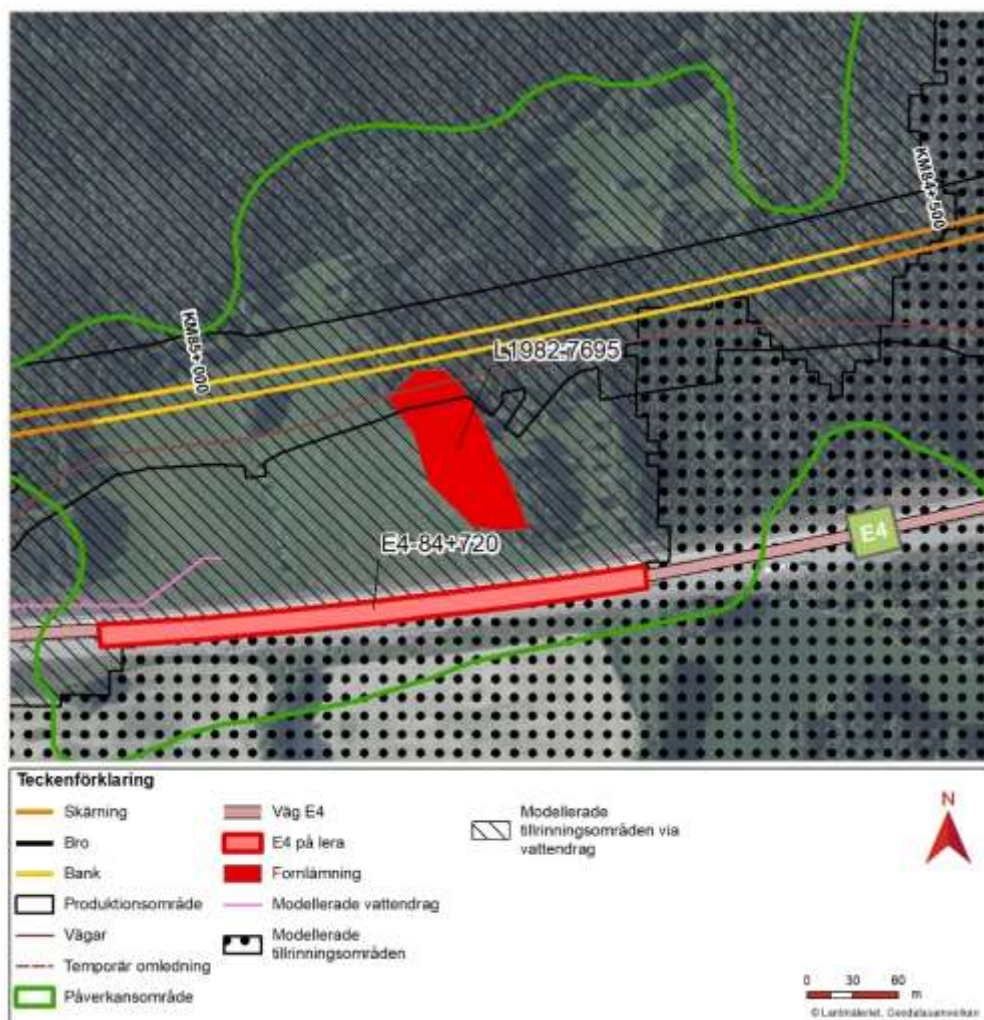 KM84+500
KM85+000
L1982:7695
E4
E4-84+720
Teckenförklaring
Skärning
Bro
Bank
Produktionsområde
Vägar
Temporär omledning
Påverkansområde
Väg E4
E4 på lera
Fornlämning
Modellerade vattendrag
Modellerade
tillrinningsområden
Modellerade
tillrinningsområden via
vattendrag
N
0 30 60
m
© Lantmäteriet, Geodatasamverkan